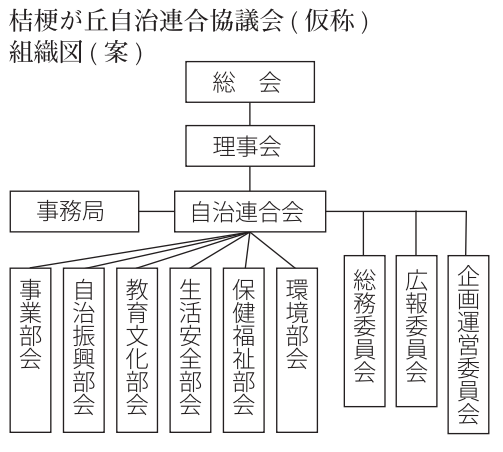 桔梗が丘自治連合協議会(仮称)
組織図(案)
総　会
理事会
事務局
自治連合会
事業部会
自治振興部会
教育文化部会
生活安全部会
保健福祉部会
環境部会
総務委員会
広報委員会
企画運営委員会